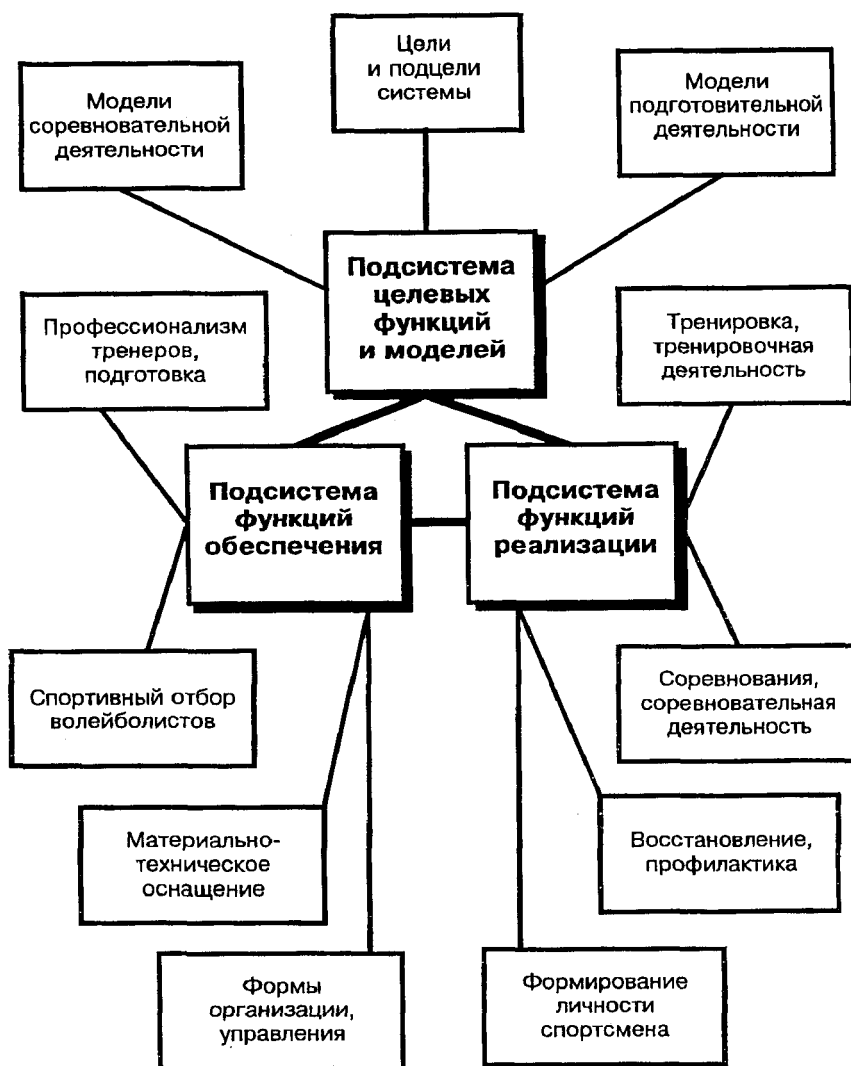 Цели
и подцели
системы
Модели
соревновательной
деятельности
Модели
подготовительной
деятельности
Подсистема
целевых
функций
и моделей
Профессионализм
тренеров,
подготовка
Тренировка,
тренировочная
деятельность
Подсистема
функций
обеспечения
Подсистема
функций
реализации
Спортивный отбор
волейболистов
Соревнования,
соревновательная
деятельность
Материально-
техническое
оснащение
Восстановление,
профилактика
Формы
организации,
управления
Формирование
личности
спортсмена